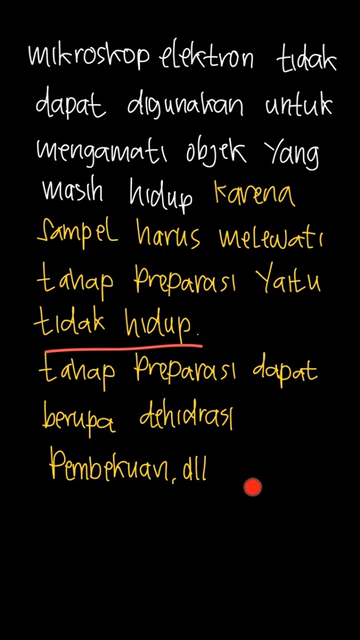 mikroskop elektron tidak
dapat digunakan untuk
mengamati objek yang
masih hidup karena
sampel harus melewati
tahap preparasi yaitu
tidak hidup.
tahap preparasi dapat
berupa dehidrasi
Pembekuan, dll